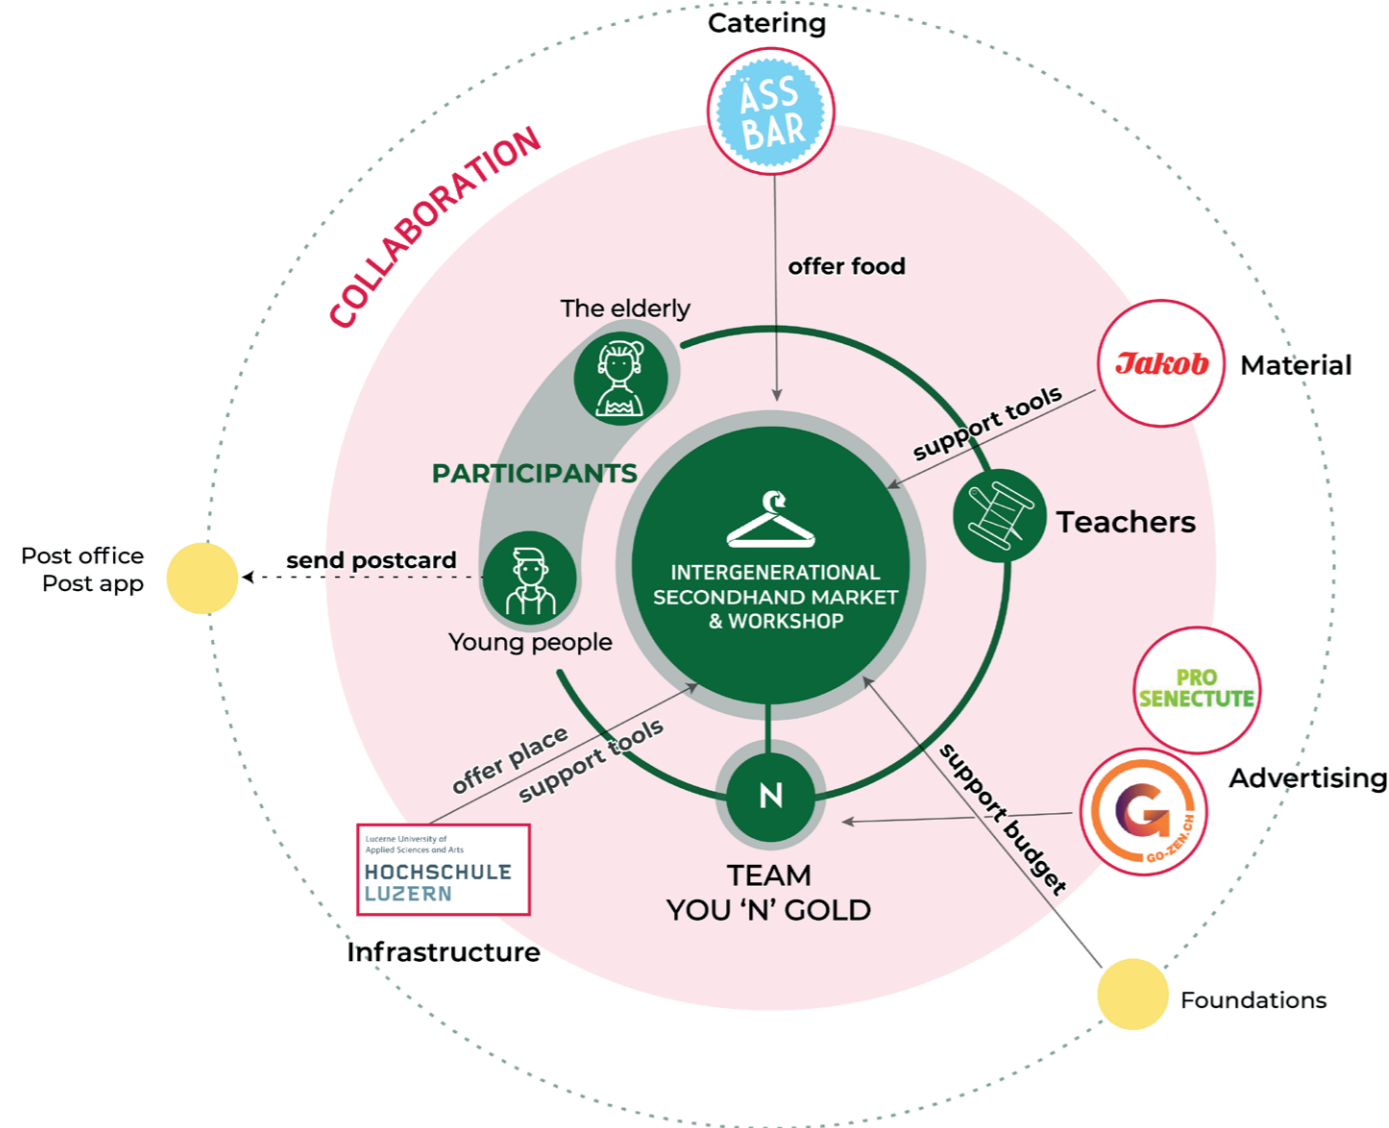 Catering
ÄSS
BAR
COLLABORATION
offer food
The elderly
Jakob
Material
support tools
PARTICIPANTS
Teachers
Post office
Post app
send postcard
INTERGENERATIONAL
SECONDHAND MARKET
& WORKSHOP
Young people
PRO
SENECTUTE
offer place
support tools
support budget
Advertising
N
G
GO-ZEN.CH
Lucerne University of
Applied Sciences and Arts
HOCHSCHULE
LUZERN
TEAM
YOU ‘N’ GOLD
Infrastructure
Foundations